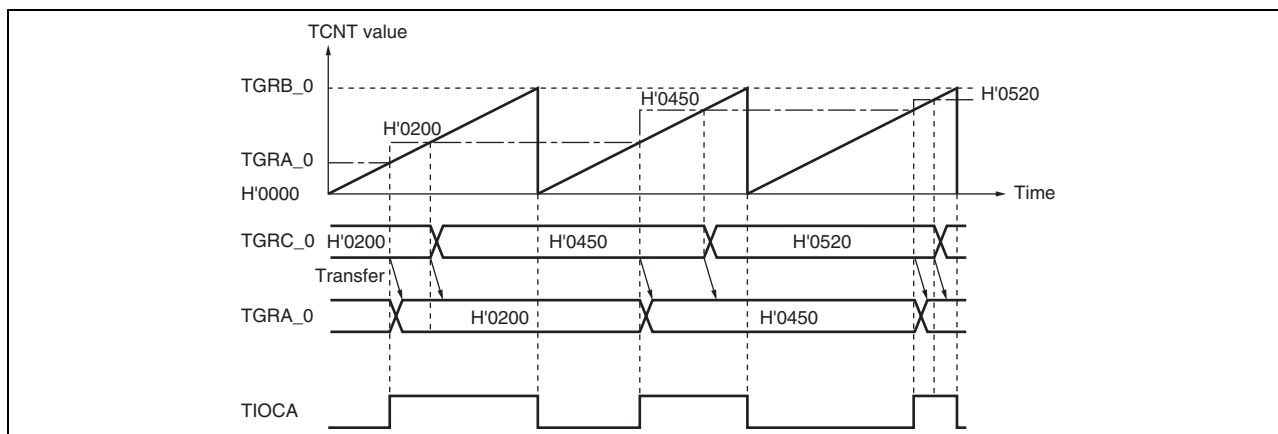 TCNT value
TGRB_0
H'0450
H'0520
H'0200
TGRA_0
H'0000
Time
TGRC_0
H'0200
H'0450
H'0520
Transfer
TGRA_0
H'0200
H'0450
TIOCA